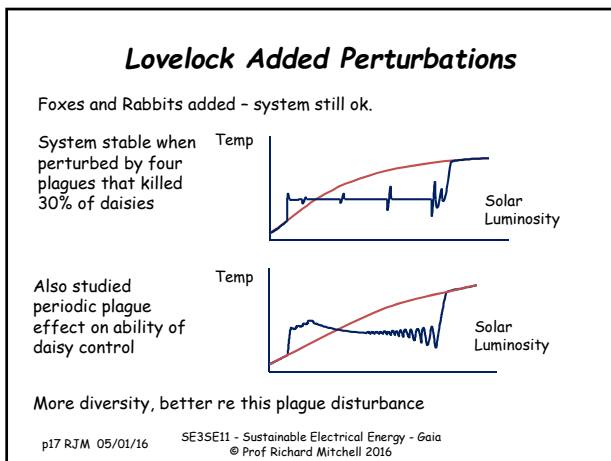 Lovelock Added Perturbations
Foxes and Rabbits added – system still ok.
System stable when
perturbed by four
plagues that killed
30% of daisies
Temp
Solar
Luminosity
Also studied
periodic plague
effect on ability of
daisy control
Temp
Solar
Luminosity
More diversity, better re this plague disturbance
p17 RJM 05/01/16
SE3SE11 - Sustainable Electrical Energy - Gaia
© Prof Richard Mitchell 2016